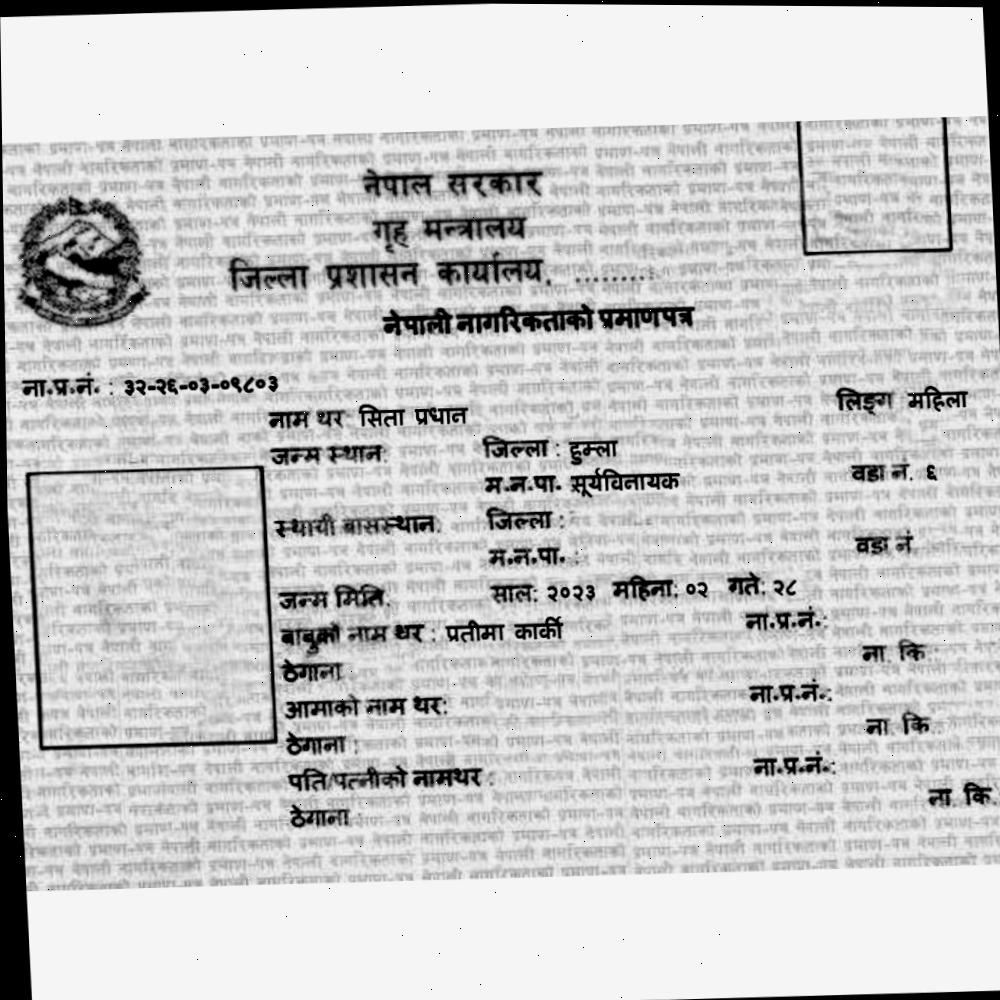 नेपाल सरकार
गृह मन्त्रालय
जिल्ला प्रशासन कार्यालय, ..........
नेपाली नागरिकताको प्रमाणपत्र
ना.प्र.नं. : ३२-२६-०३-०९८०३
लिङ्ग महिला
नाम थर सिता प्रधान
जन्म स्थान: जिल्ला : हुम्ला
म.न.पा. सूर्यविनायक वडा नं. ६
स्थायी बासस्थान: जिल्ला :
म.न.पा. : वडा नं
जन्म मिति: साल: २०२३ महिना: ०२ गते: २८
बाबुको नाम थर : प्रतीमा कार्की ना.प्र.नं.:
ठेगाना : ना. कि.:
आमाको नाम थर: ना.प्र.नं.:
ठेगाना : ना. कि.:
पति/पत्नीको नामथर : ना.प्र.नं.:
ठेगाना : ना. कि.